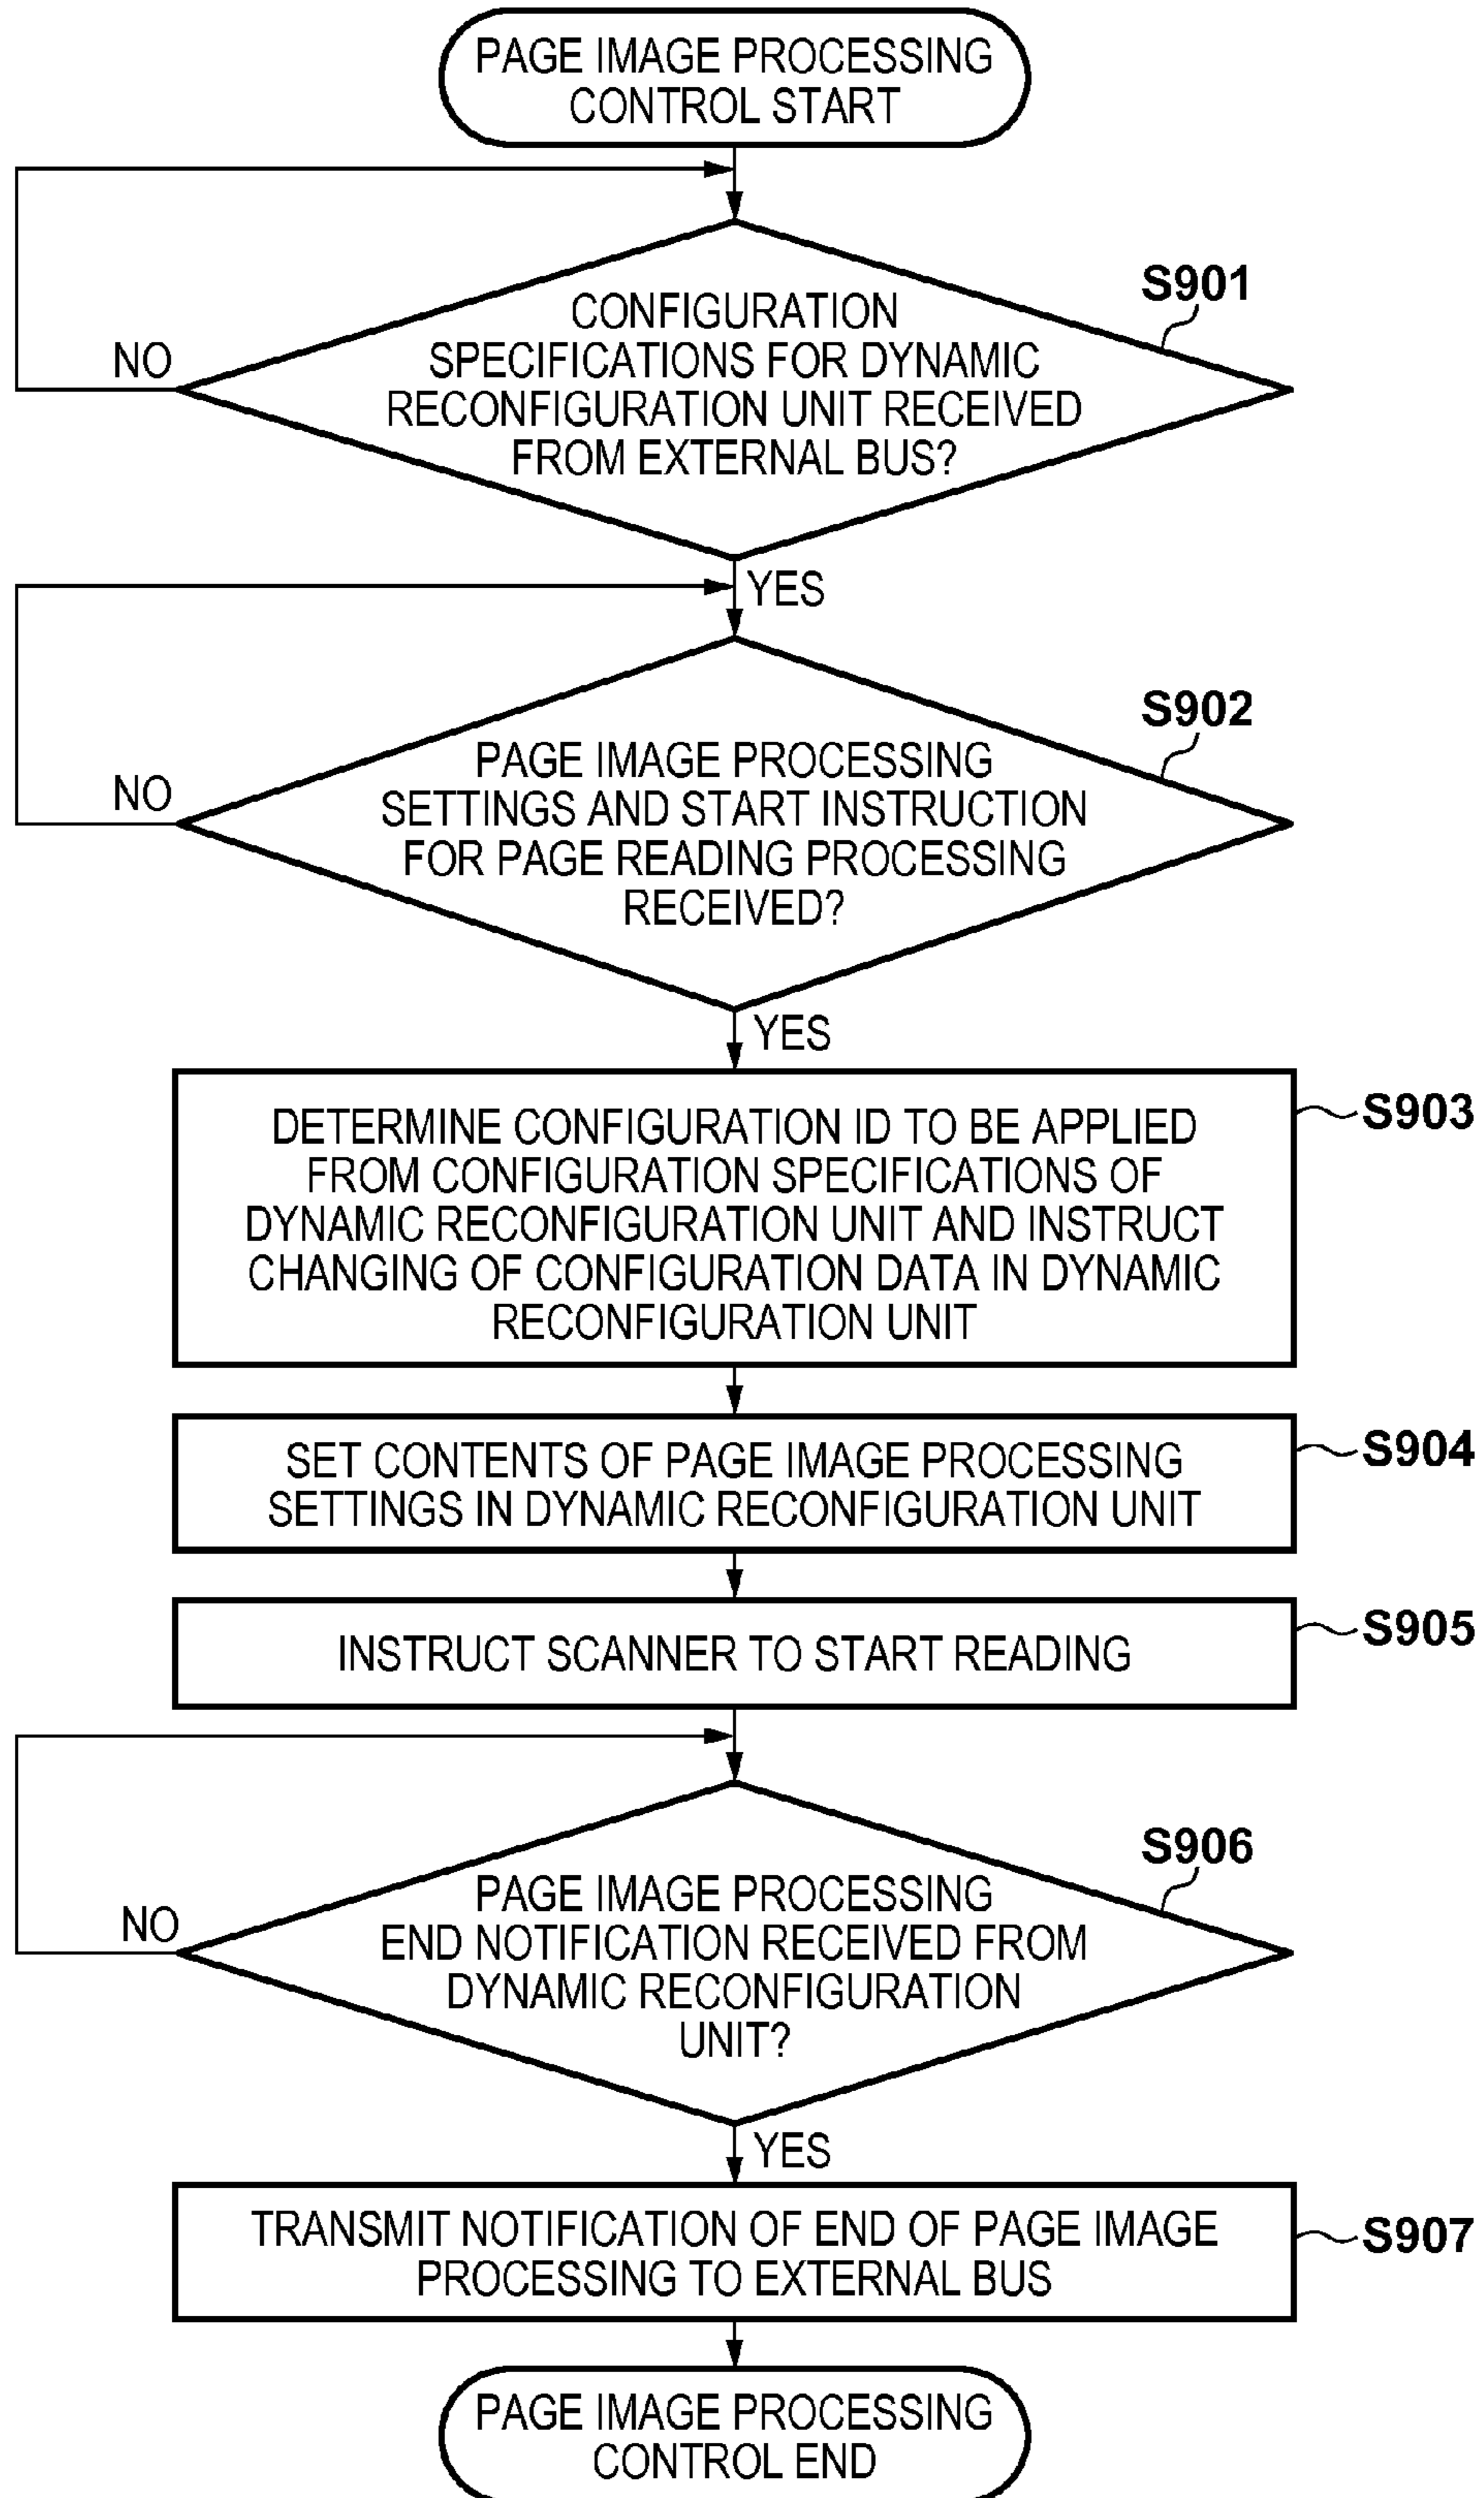 PAGE IMAGE PROCESSING
CONTROL START
S901
CONFIGURATION
SPECIFICATIONS FOR DYNAMIC
RECONFIGURATION UNIT RECEIVED
FROM EXTERNAL BUS?
NO
YES
S902
PAGE IMAGE PROCESSING
SETTINGS AND START INSTRUCTION
FOR PAGE READING PROCESSING
RECEIVED?
NO
YES
S903
DETERMINE CONFIGURATION ID TO BE APPLIED
FROM CONFIGURATION SPECIFICATIONS OF
DYNAMIC RECONFIGURATION UNIT AND INSTRUCT
CHANGING OF CONFIGURATION DATA IN DYNAMIC
RECONFIGURATION UNIT
S904
SET CONTENTS OF PAGE IMAGE PROCESSING
SETTINGS IN DYNAMIC RECONFIGURATION UNIT
S905
INSTRUCT SCANNER TO START READING
S906
PAGE IMAGE PROCESSING
END NOTIFICATION RECEIVED FROM
DYNAMIC RECONFIGURATION
UNIT?
NO
YES
S907
TRANSMIT NOTIFICATION OF END OF PAGE IMAGE
PROCESSING TO EXTERNAL BUS
PAGE IMAGE PROCESSING
CONTROL END